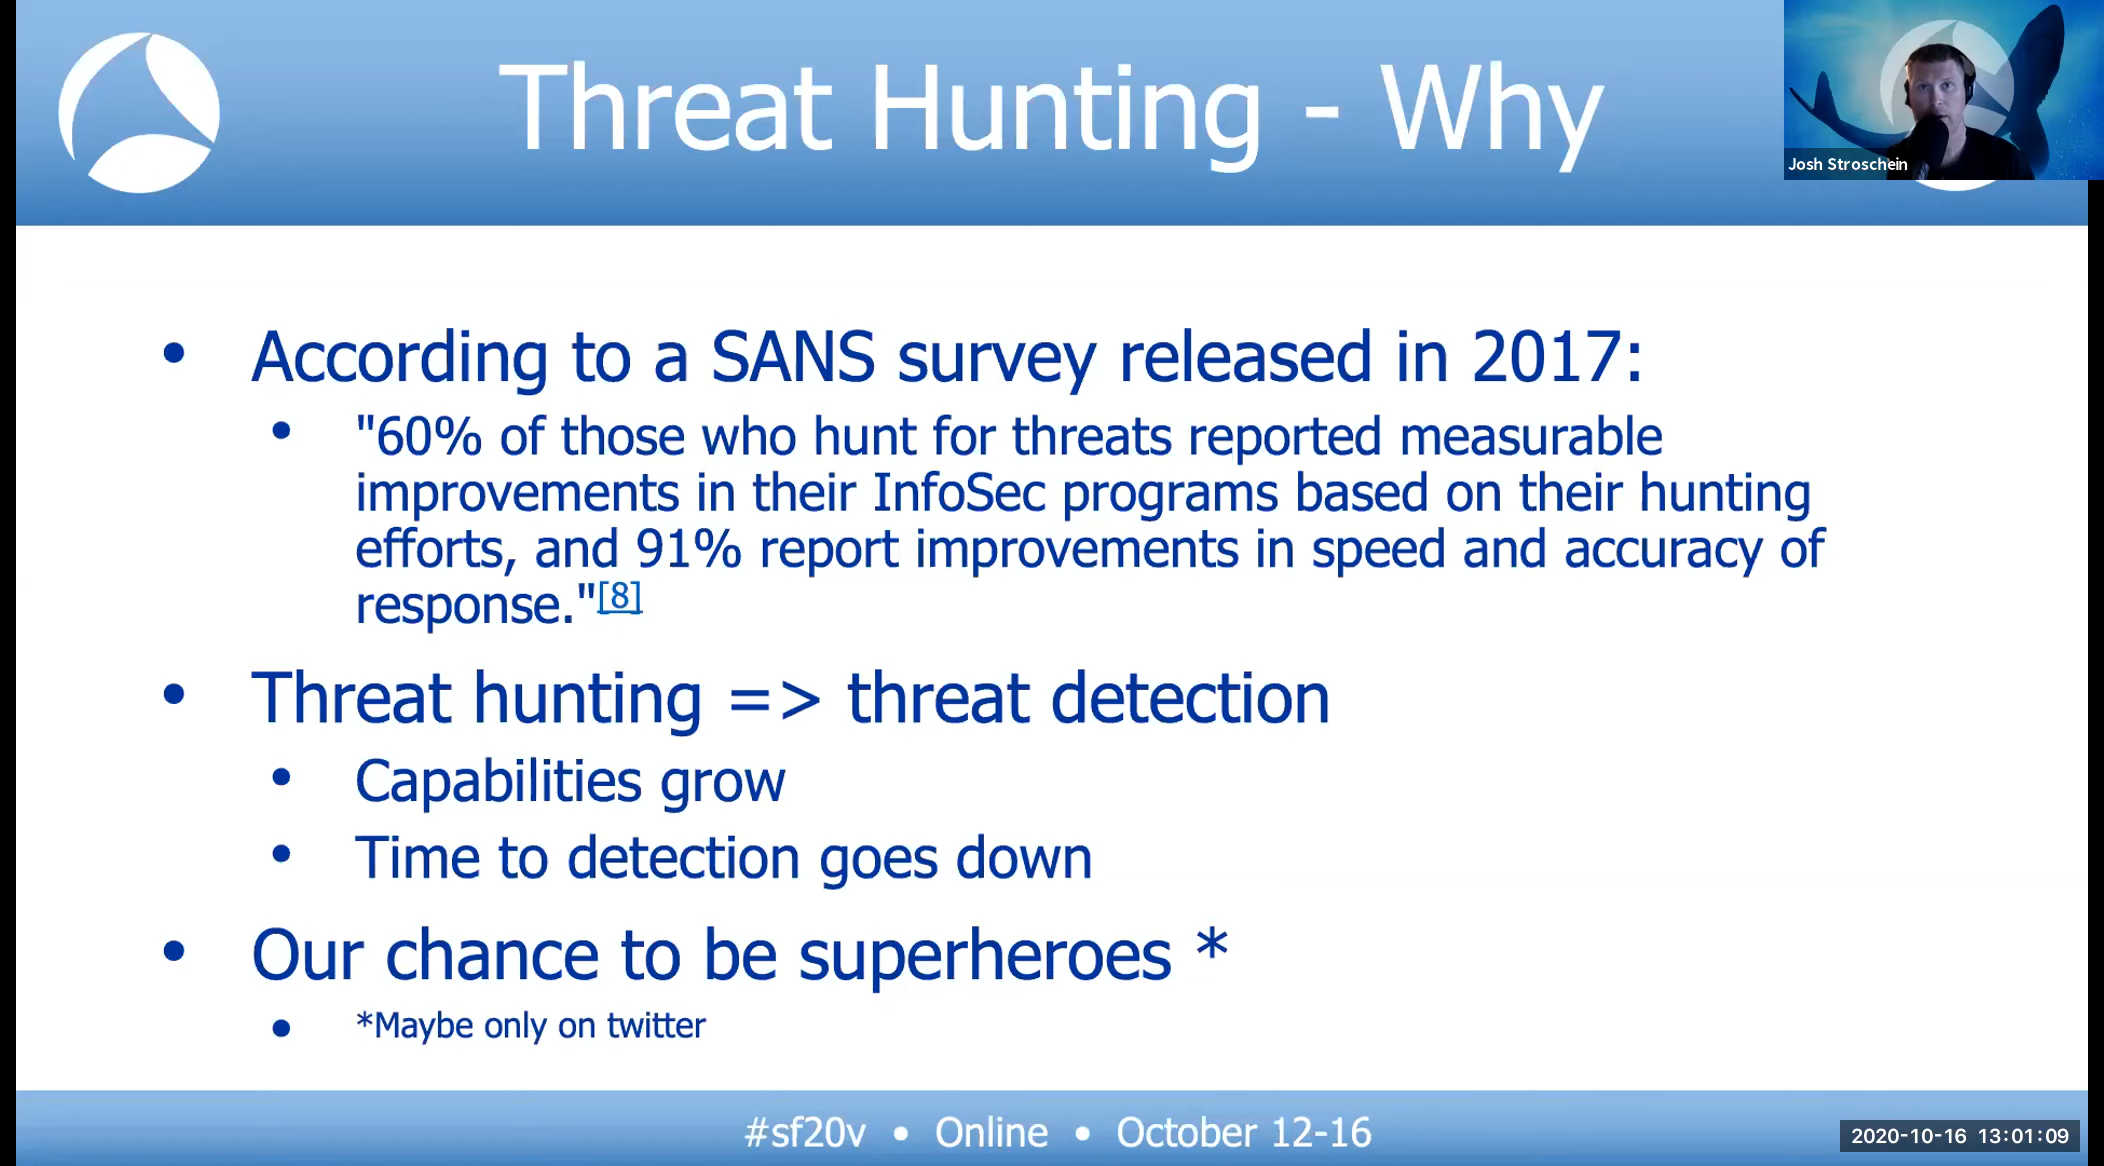 Threat Hunting - Why
Josh Stroschein
• According to a SANS survey released in 2017:
• "60% of those who hunt for threats reported measurable
improvements in their InfoSec programs based on their hunting
efforts, and 91% report improvements in speed and accuracy of
response."[8]
• Threat hunting => threat detection
• Capabilities grow
• Time to detection goes down
• Our chance to be superheroes *
• *Maybe only on twitter
#sf20v • Online • October 12-16
2020-10-16 13:01:09